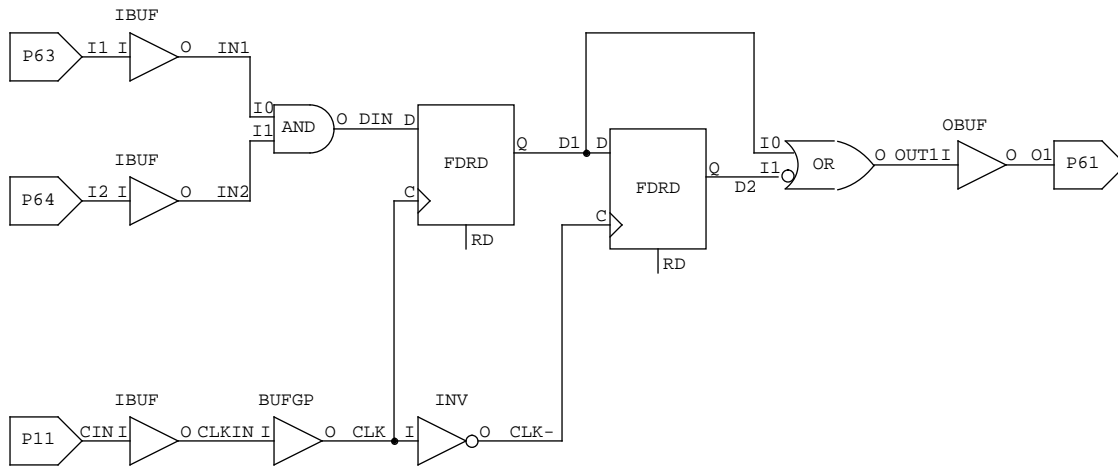 IBUF
P63 I1 I O IN1
I0
I1 AND O DIN D
FDRD
Q
C
RD
D1 D
FDRD
Q
D2
C
RD
I0
I1 OR O OUT1I
OBUF
O O1 P61
IBUF
P64 I2 I O IN2
IBUF BUFGP INV
P11 CIN I O CLKIN I O CLK I O CLK-